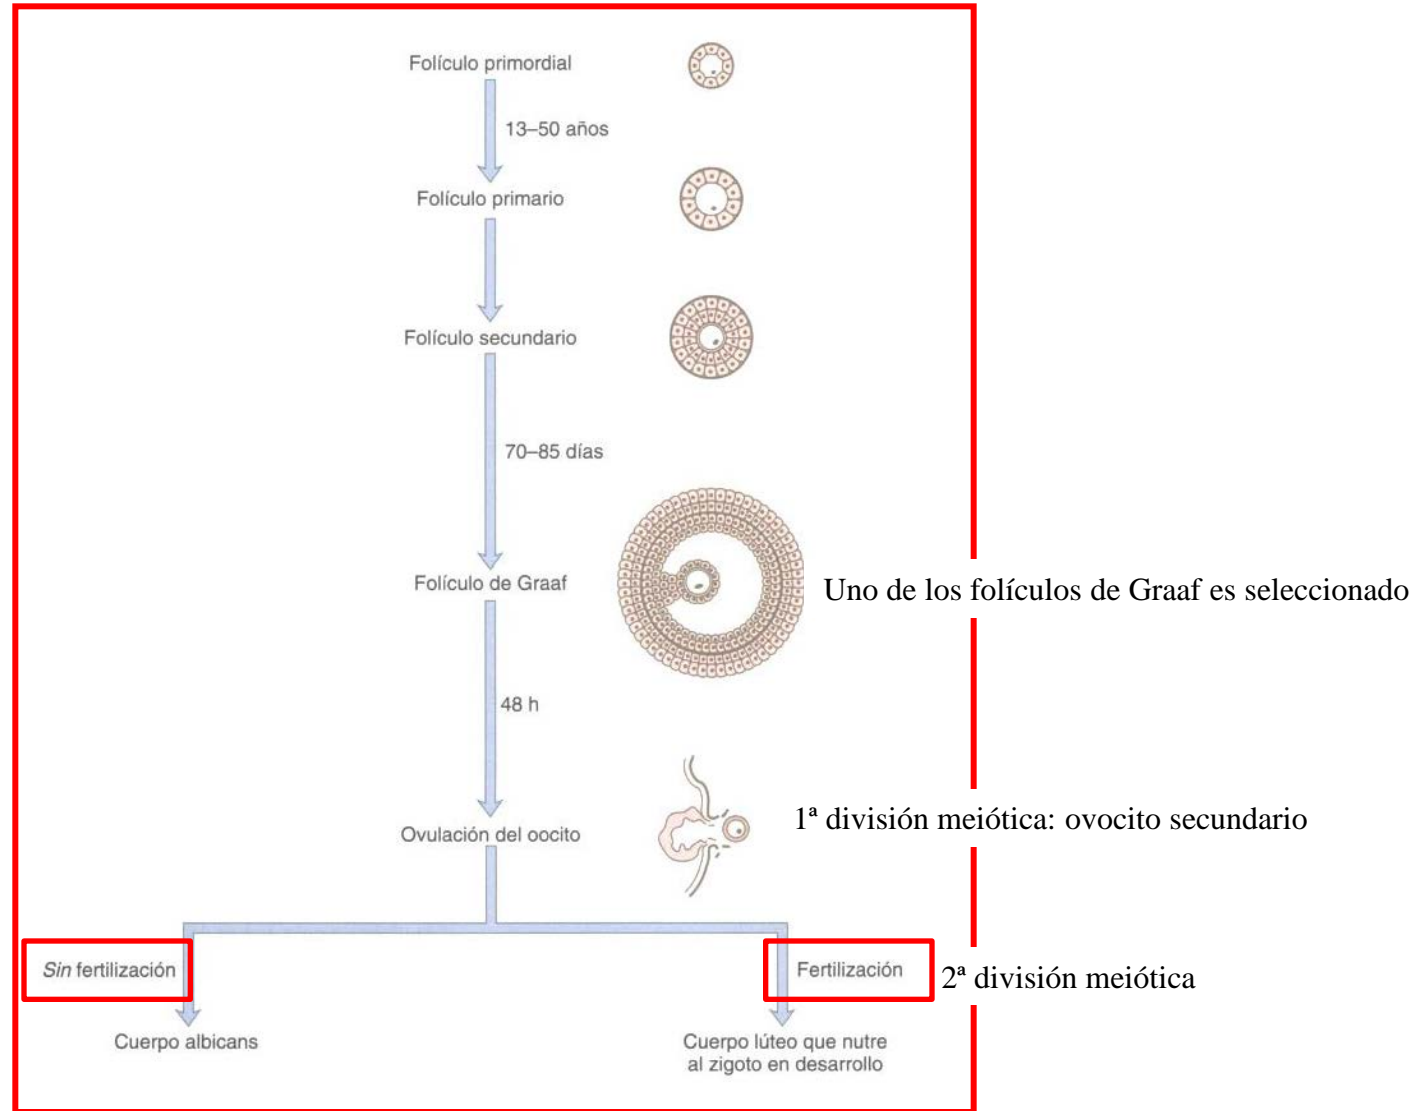 Folículo primordial
13–50 años
Folículo primario
Folículo secundario
70–85 días
Folículo de Graaf
Uno de los folículos de Graaf es seleccionado
48 h
Ovulación del oocito
1ª división meiótica: ovocito secundario
Sin fertilización
Fertilización
2ª división meiótica
Cuerpo albicans
Cuerpo lúteo que nutre
al zigoto en desarrollo